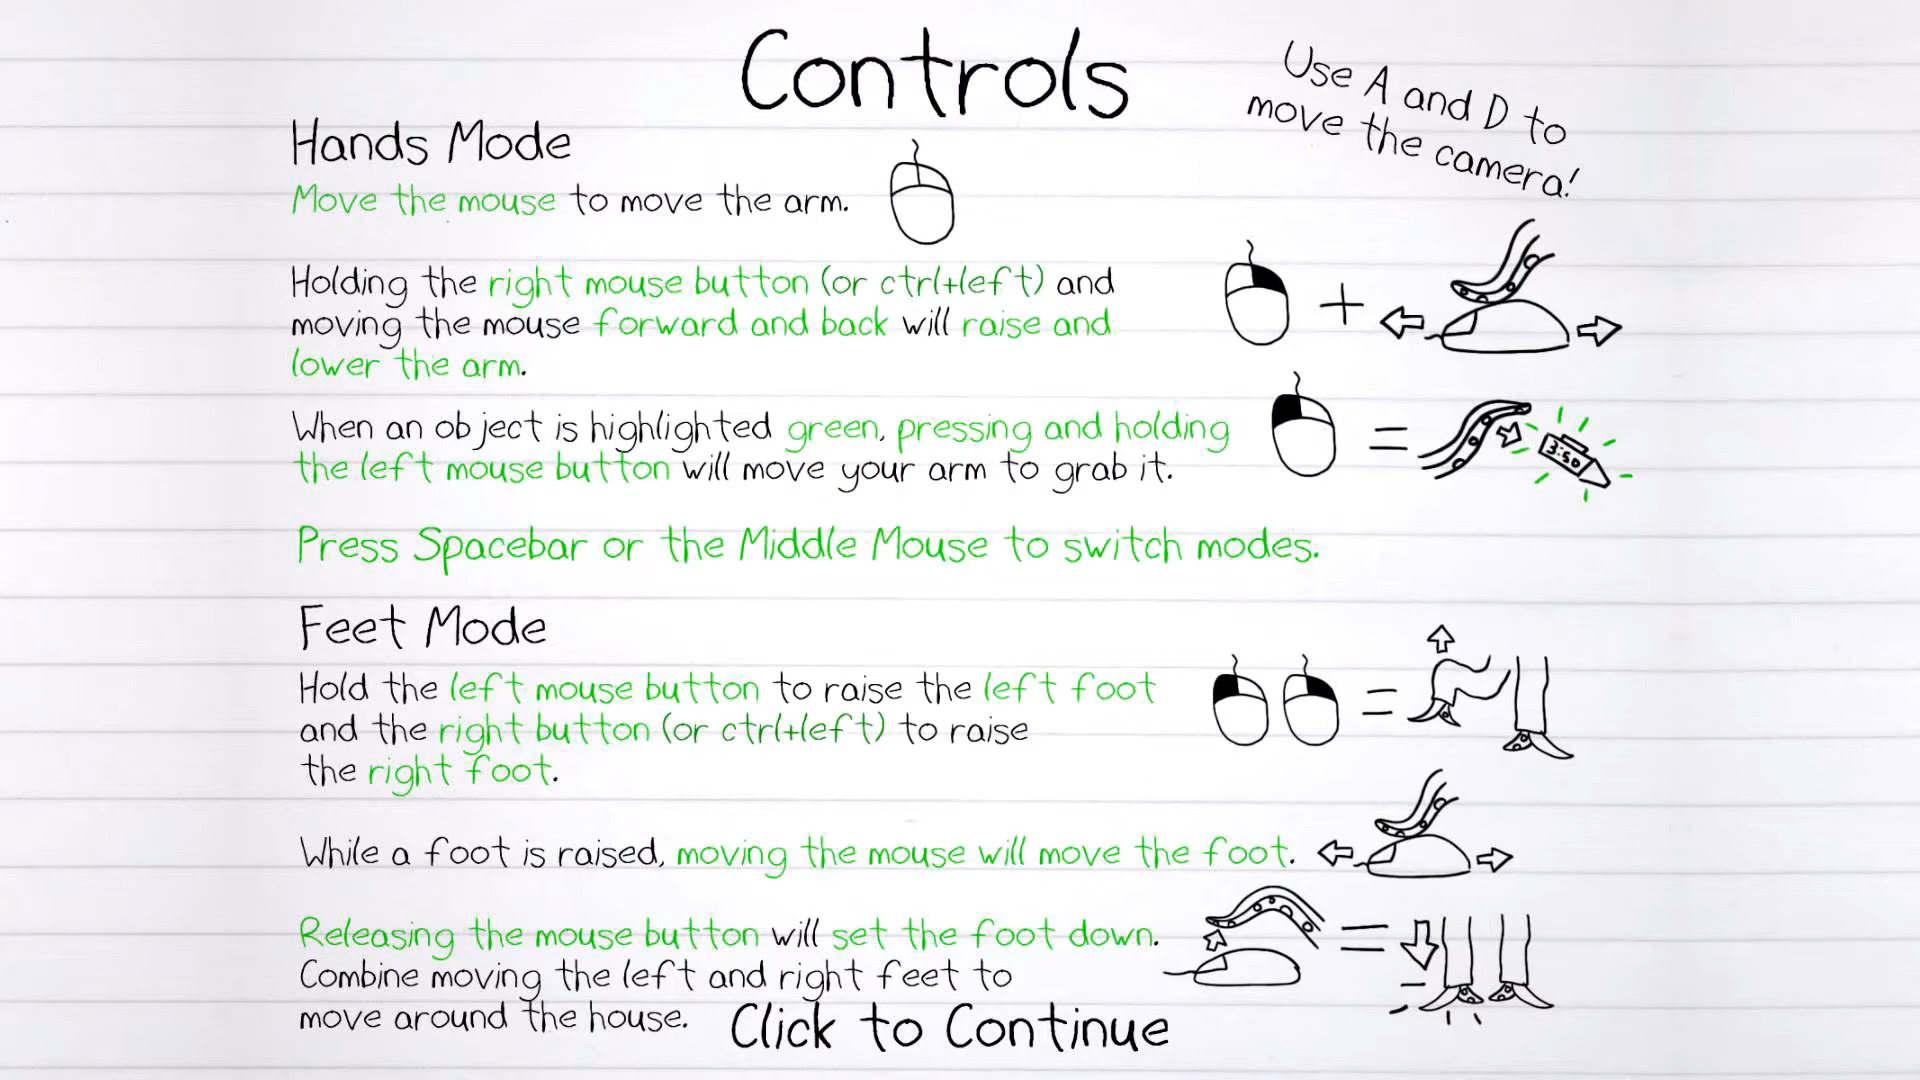 Controls
Use A and D to
move the camera!
Hands Mode
Move the mouse to move the arm.
Holding the right mouse button (or ctrl+left) and
moving the mouse forward and back will raise and
lower the arm.
When an object is highlighted green, pressing and holding
the left mouse button will move your arm to grab it.
3:50
Press Spacebar or the Middle Mouse to switch modes.
Feet Mode
Hold the left mouse button to raise the left foot
and the right button (or ctrl+left) to raise
the right foot.
While a foot is raised, moving the mouse will move the foot.
Releasing the mouse button will set the foot down.
Combine moving the left and right feet to
move around the house.
Click to Continue